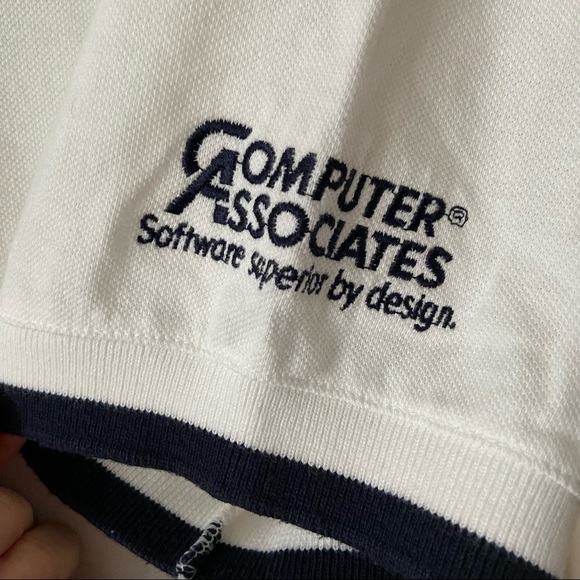 COMPUTER
ASSOCIATES®
Software superior by design.